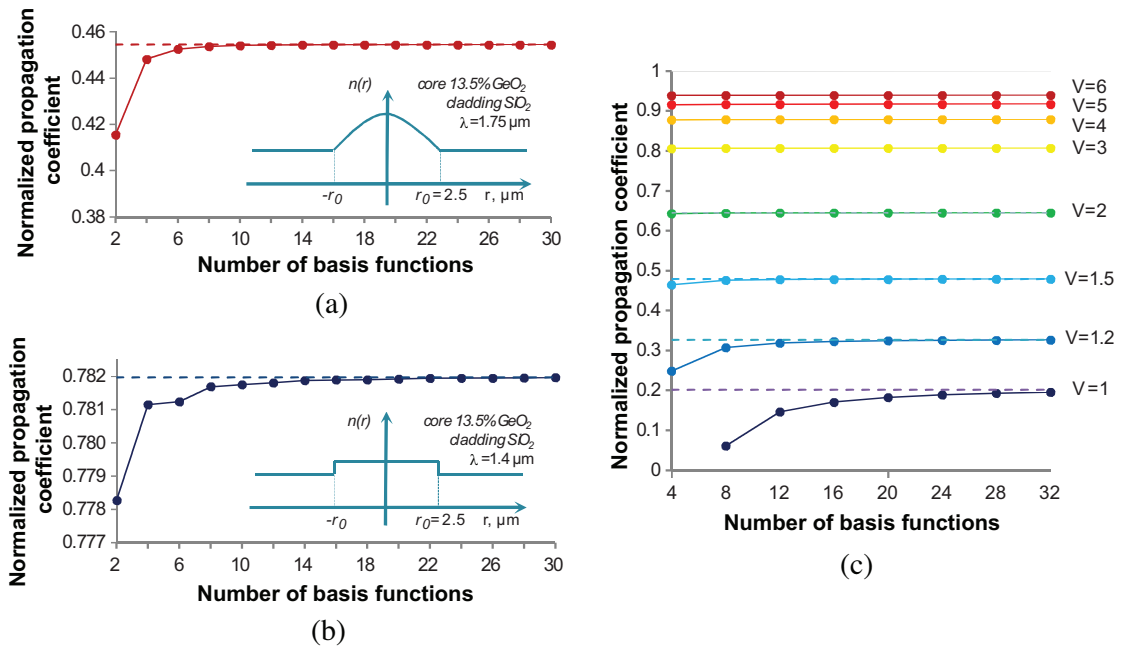 (a)
Normalized propagation
coefficient
0.46
0.44
0.42
0.4
0.38
n(r)
core 13.5% GeO2
cladding SiO2
λ=1.75 µm
-r0
r0=2.5
r, µm
2 6 10 14 18 22 26 30
Number of basis functions
(a)
Normalized propagation
coefficient
0.782
0.781
0.780
0.779
0.778
0.777
n(r)
core 13.5% GeO2
cladding SiO2
λ=1.4 µm
-r0
r0=2.5
r, µm
2 6 10 14 18 22 26 30
Number of basis functions
(b)
Normalized propagation coefficient
1
0.9
0.8
0.7
0.6
0.5
0.4
0.3
0.2
0.1
0
V=6
V=5
V=4
V=3
V=2
V=1.5
V=1.2
V=1
4 8 12 16 20 24 28 32
Number of basis functions
(c)